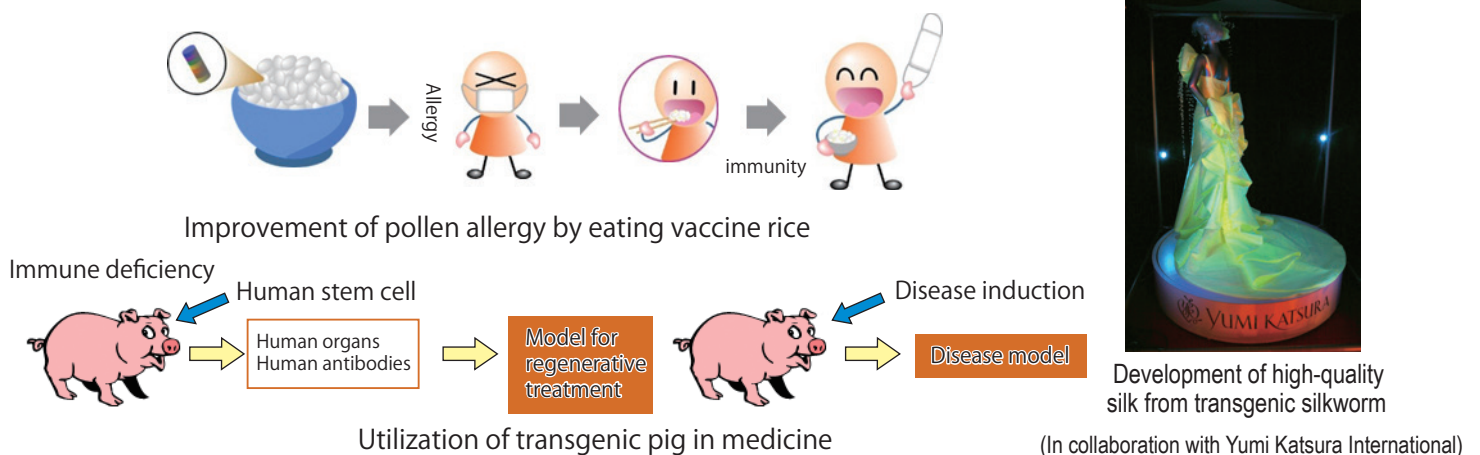 Allergy
immunity
Improvement of pollen allergy by eating vaccine rice
Immune deficiency
Human stem cell
Human organs
Human antibodies
Model for
regenerative
treatment
Disease induction
Disease model
Utilization of transgenic pig in medicine
YUMI KATSURA
Development of high-quality
silk from transgenic silkworm
(In collaboration with Yumi Katsura International)